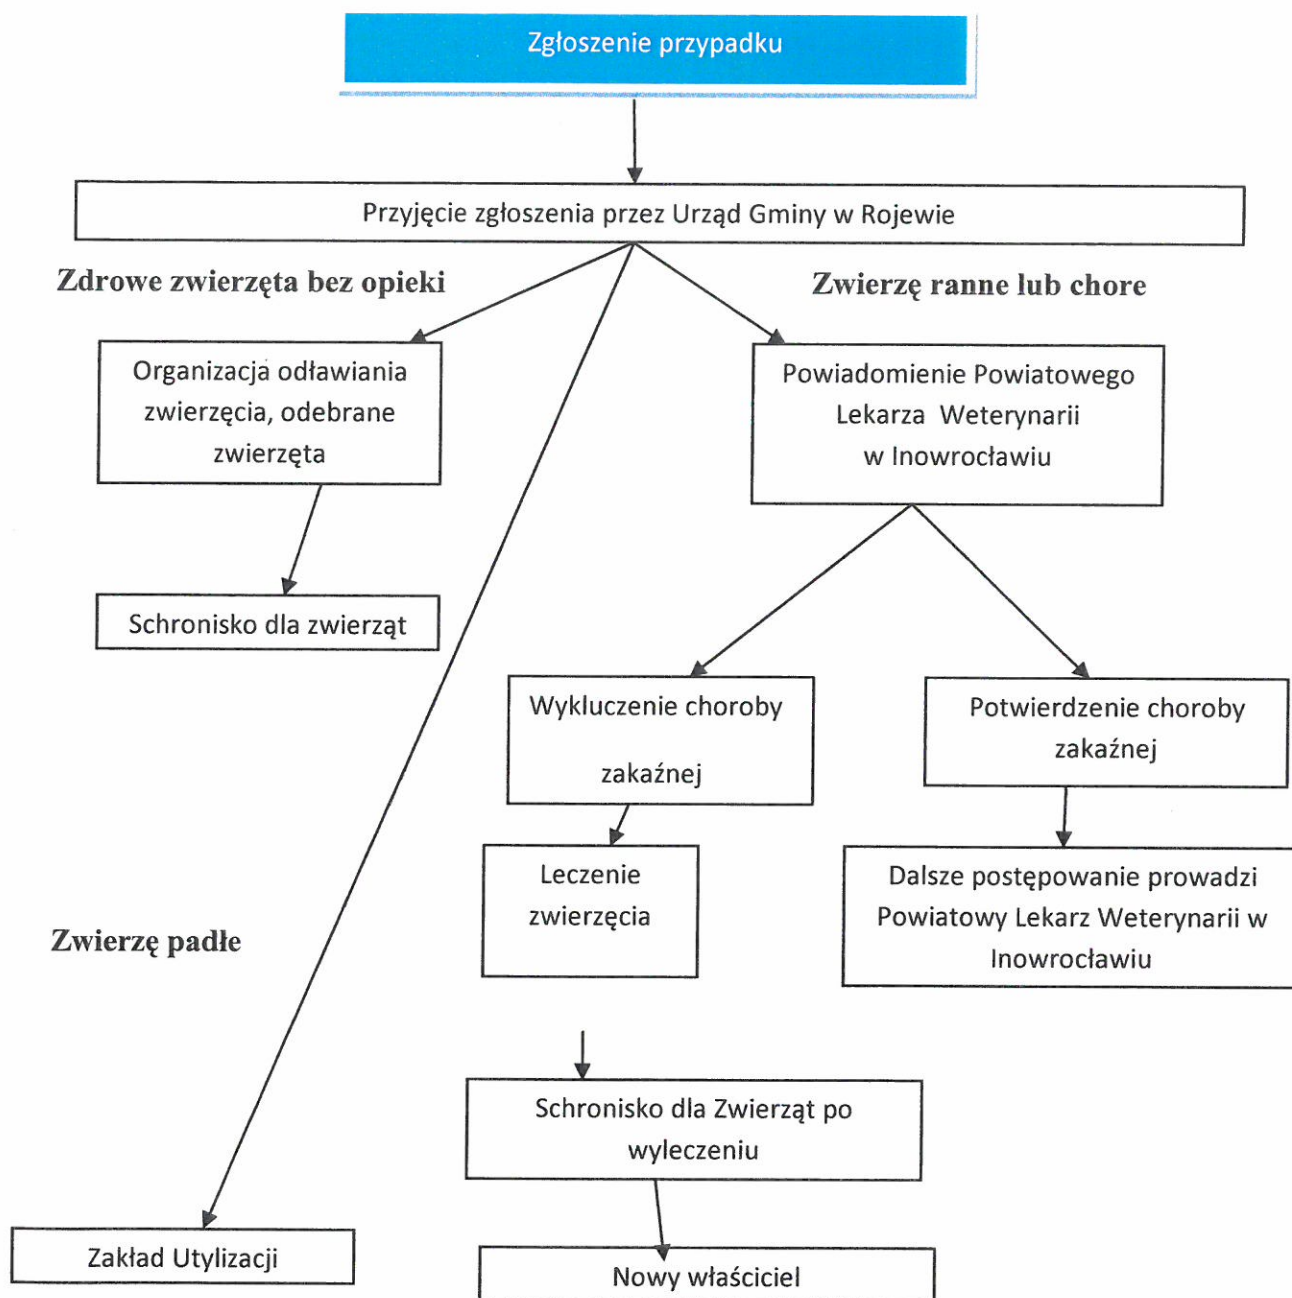 Zgłoszenie przypadku
Przyjęcie zgłoszenia przez Urząd Gminy w Rojewie
Zdrowe zwierzęta bez opieki
Zwierzę ranne lub chore
Organizacja odławiania
zwierzęcia, odebrane
zwierzęta
Powiadomienie Powiatowego
Lekarza Weterynarii
w Inowrocławiu
Schronisko dla zwierząt
Wykluczenie choroby
zakaźnej
Potwierdzenie choroby
zakaźnej
Leczenie
zwierzęcia
Dalsze postępowanie prowadzi
Powiatowy Lekarz Weterynarii w
Inowrocławiu
Zwierzę padłe
Schronisko dla Zwierząt po
wyleczeniu
Zakład Utylizacji
Nowy właściciel